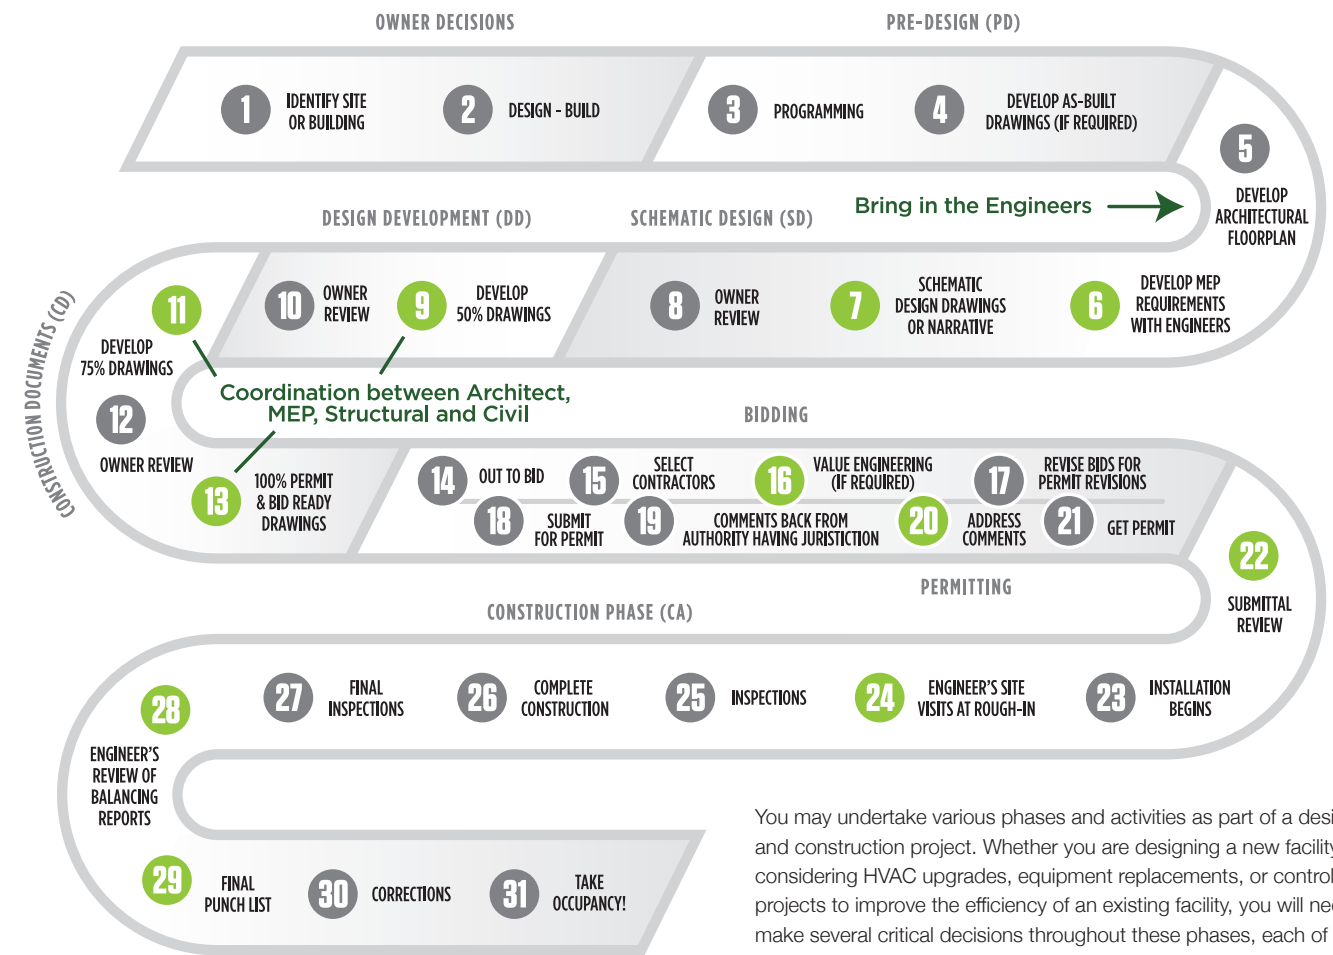 OWNER DECISIONS
PRE-DESIGN (PD)
1
IDENTIFY SITE
OR BUILDING
2
DESIGN - BUILD
3
PROGRAMMING
4
DEVELOP AS-BUILT
DRAWINGS (IF REQUIRED)
5
DEVELOP
ARCHITECTURAL
FLOORPLAN
Bring in the Engineers
DESIGN DEVELOPMENT (DD)
SCHEMATIC DESIGN (SD)
6
DEVELOP MEP
REQUIREMENTS
WITH ENGINEERS
7
SCHEMATIC
DESIGN DRAWINGS
OR NARRATIVE
8
OWNER
REVIEW
9
DEVELOP
50% DRAWINGS
10
OWNER
REVIEW
11
DEVELOP
75% DRAWINGS
CONSTRUCTION DOCUMENTS (CD)
Coordination between Architect,
MEP, Structural and Civil
12
OWNER REVIEW
13
100% PERMIT
& BID READY
DRAWINGS
BIDDING
14
OUT TO BID
15
SELECT
CONTRACTORS
16
VALUE ENGINEERING
(IF REQUIRED)
17
REVISE BIDS FOR
PERMIT REVISIONS
18
SUBMIT
FOR PERMIT
19
COMMENTS BACK FROM
AUTHORITY HAVING JURISTICTION
20
ADDRESS
COMMENTS
21
GET PERMIT
PERMITTING
22
SUBMITTAL
REVIEW
CONSTRUCTION PHASE (CA)
23
INSTALLATION
BEGINS
24
ENGINEER'S SITE
VISITS AT ROUGH-IN
25
INSPECTIONS
26
COMPLETE
CONSTRUCTION
27
FINAL
INSPECTIONS
28
ENGINEER'S
REVIEW OF
BALANCING
REPORTS
29
FINAL
PUNCH LIST
30
CORRECTIONS
31
TAKE
OCCUPANCY!
You may undertake various phases and activities as part of a desi
and construction project. Whether you are designing a new facility
considering HVAC upgrades, equipment replacements, or control
projects to improve the efficiency of an existing facility, you will nee
make several critical decisions throughout these phases, each of